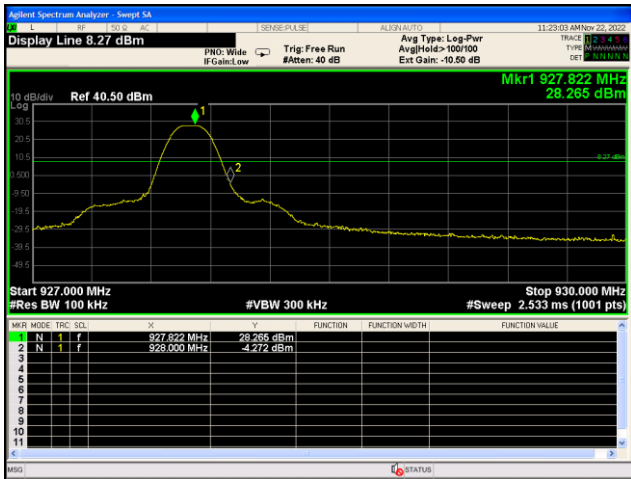 Agilent Spectrum Analyzer - Swept SA
L RF 50 Ω AC SENSE:PULSE ALIGN AUTO 11:23:03 AM Nov 22, 2022
Display Line 8.27 dBm
PNO: Wide
IFGain:Low
Trig: Free Run
#Atten: 40 dB
Avg Type: Log-Pwr
Avg|Hold:> 100/100
Ext Gain: -10.50 dB
TRACE 1 2 3 4 5 6
TYPE M
DET P N N N N N
Mkr1 927.822 MHz
28.265 dBm
10 dB/div Ref 40.50 dBm
Log
1
30.5
20.5
10.5
8.27 dBm
2
0.500
-9.50
-19.5
-29.5
-39.5
-49.5
Start 927.000 MHz Stop 930.000 MHz
#Res BW 100 kHz #VBW 300 kHz #Sweep 2.533 ms (1001 pts)
MKR MODE TRC SCL X Y FUNCTION FUNCTION WIDTH FUNCTION VALUE
1 N 1 f 927.822 MHz 28.265 dBm
2 N 1 f 928.000 MHz -4.272 dBm
3
4
5
6
7
8
9
10
11
MSG STATUS